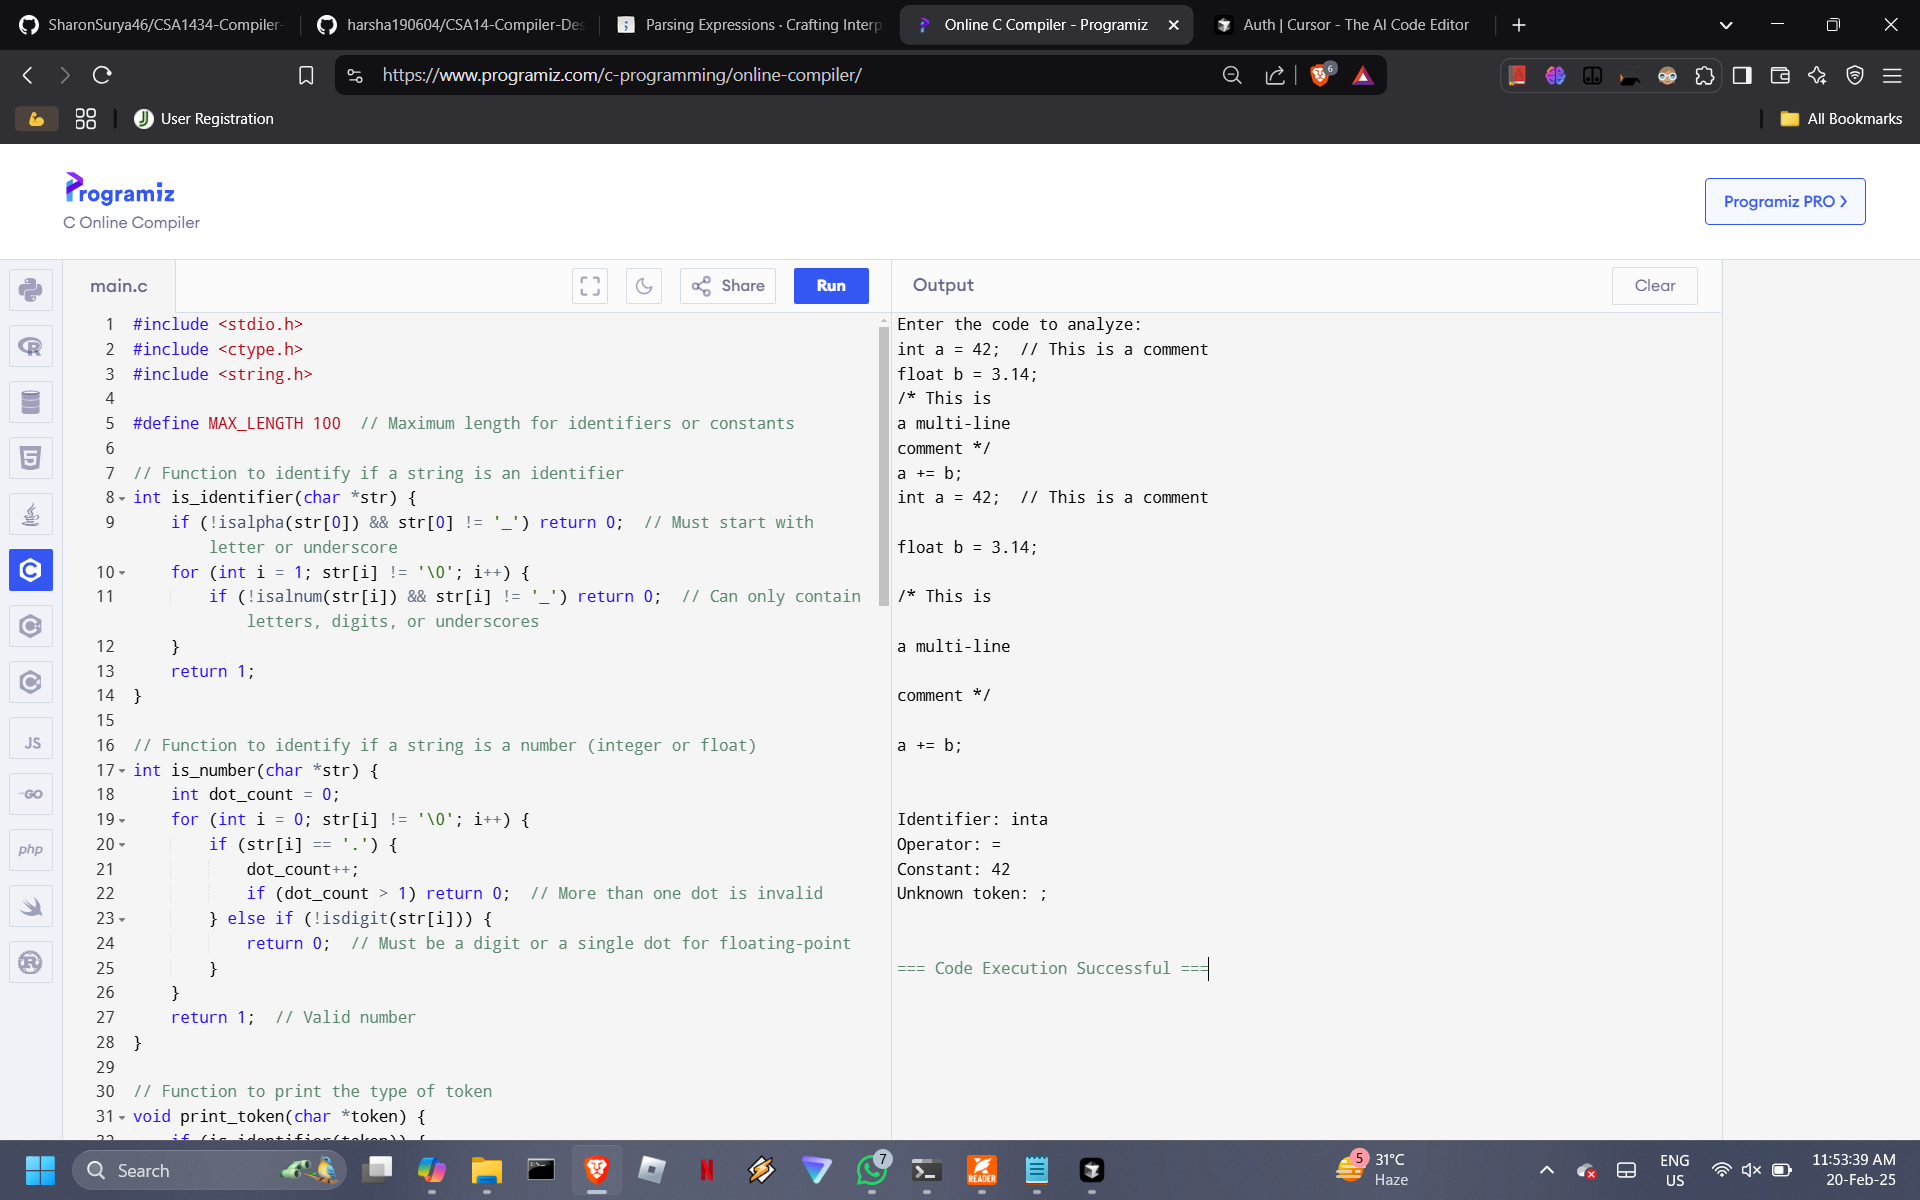 SharonSurya46/CSA1434-Compiler-
harsha190604/CSA14-Compiler-Des
Parsing Expressions · Crafting Interp
Online C Compiler - Programiz
Auth | Cursor - The AI Code Editor
https://www.programiz.com/c-programming/online-compiler/
6
User Registration
All Bookmarks
Programiz
C Online Compiler
Programiz PRO
main.c
Share
Run
Output
Clear
1 #include <stdio.h>
2 #include <ctype.h>
3 #include <string.h>
4
5 #define MAX_LENGTH 100  // Maximum length for identifiers or constants
6
7 // Function to identify if a string is an identifier
8 int is_identifier(char *str) {
9     if (!isalpha(str[0]) && str[0] != '_') return 0;  // Must start with
letter or underscore
10     for (int i = 1; str[i] != '\0'; i++) {
11         if (!isalnum(str[i]) && str[i] != '_') return 0;  // Can only contain
letters, digits, or underscores
12     }
13     return 1;
14 }
15
16 // Function to identify if a string is a number (integer or float)
17 int is_number(char *str) {
18     int dot_count = 0;
19     for (int i = 0; str[i] != '\0'; i++) {
20         if (str[i] == '.') {
21             dot_count++;
22             if (dot_count > 1) return 0;  // More than one dot is invalid
23         } else if (!isdigit(str[i])) {
24             return 0;  // Must be a digit or a single dot for floating-point
25         }
26     }
27     return 1;  // Valid number
28 }
29
30 // Function to print the type of token
31 void print_token(char *token) {
32     if (is_identifier(token)) {
Enter the code to analyze:
int a = 42;  // This is a comment
float b = 3.14;
/* This is
a multi-line
comment */
a += b;
int a = 42;  // This is a comment
float b = 3.14;
/* This is
a multi-line
comment */
a += b;
Identifier: inta
Operator: =
Constant: 42
Unknown token: ;
=== Code Execution Successful ===
JS
GO
php
Search
7
READER
5
31°C
Haze
ENG
US
11:53:39 AM
20-Feb-25